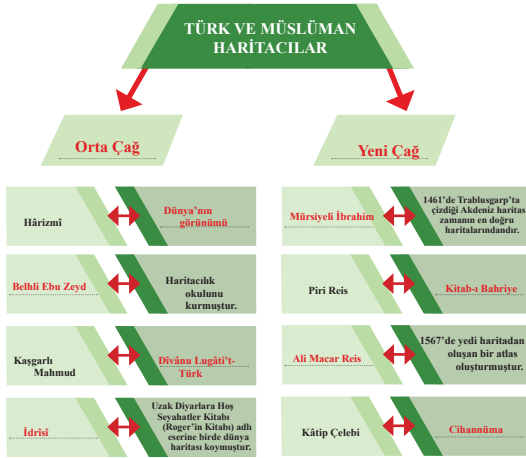 TÜRK VE MÜSLÜMAN
HARİTACILAR
Orta Çağ
Hârizmî
Dünya'nın
görünümü
Belhli Ebu Zeyd
Haritacılık
okulunu
kurmuştur.
Kaşgarlı
Mahmud
Dîvânu Lugâti't-
Türk
İdrîsî
Uzak Diyarlara Hoş
Seyahatler Kitabı
(Roger'in Kitabı) adlı
eserine birde dünya
haritası koymuştur.
Yeni Çağ
Mürsiyeli İbrahim
1461'de Trablusgarp'ta
çizdiği Akdeniz haritas
zamanın en doğru
haritalarındandır.
Piri Reis
Kitab-ı Bahriye
Ali Macar Reis
1567'de yedi haritadan
oluşan bir atlas
oluşturmuştur.
Kâtip Çelebi
Cihannüma